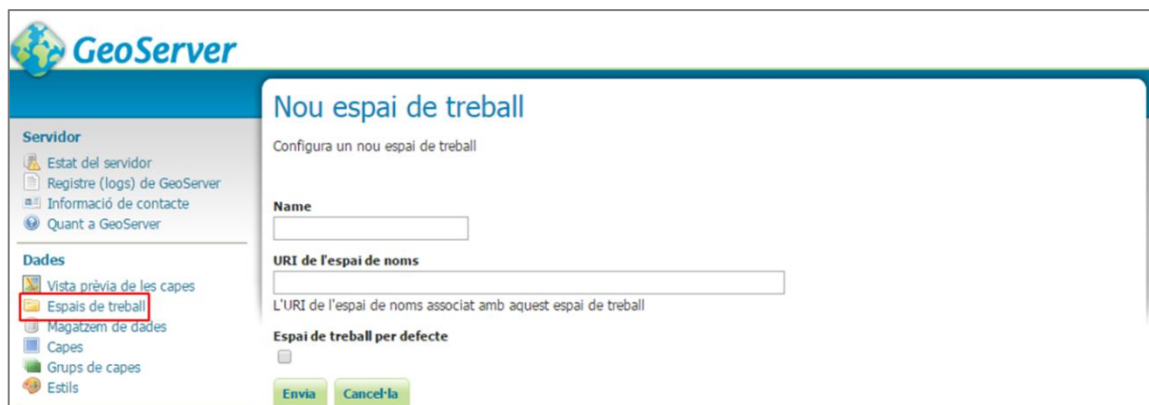 GeoServer
Servidor
Estat del servidor
Registre (logs) de GeoServer
Informació de contacte
Quant a GeoServer
Dades
Vista prèvia de les capes
Espais de treball
Magatzem de dades
Capes
Grups de capes
Estils
Nou espai de treball
Configura un nou espai de treball
Name
URI de l'espai de noms
L'URI de l'espai de noms associat amb aquest espai de treball
Espai de treball per defecte
Envia Cancel·la